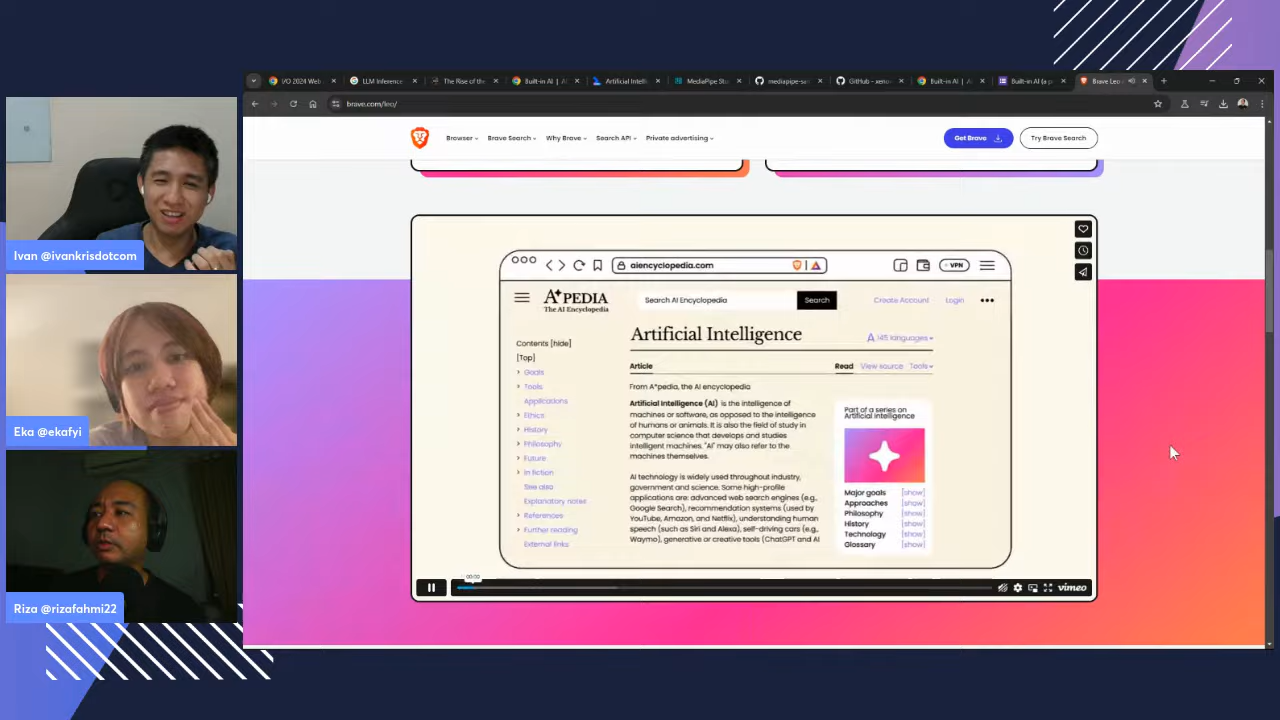 I/O 2024 Web
LLM Inference
The Rise of the
Built-in AI | A
Artificial Intelli
MediaPipe Stu
mediapipe-sa
GitHub - xeno
Built-in AI | A
Built-in AI (a p
Brave Leo
brave.com/leo/
Browser
Brave Search
Why Brave
Search API
Private advertising
Get Brave
Try Brave Search
aiencyclopedia.com
VPN
A*PEDIA
The AI Encyclopedia
Search AI Encyclopedia
Search
Create Account
Login
Contents [hide]
[Top]
Goals
Tools
Applications
Ethics
History
Philosophy
Future
In fiction
See also
Explanatory notes
References
Further reading
External links
Artificial Intelligence
145 languages
Article
Read
View source
Tools
From A*pedia, the AI encyclopedia
Artificial Intelligence (AI) is the intelligence of
machines or software, as opposed to the intelligence
of humans or animals. It is also the field of study in
computer science that develops and studies
intelligent machines. "AI" may also refer to the
machines themselves.
AI technology is widely used throughout industry,
government and science. Some high-profile
applications are: advanced web search engines (e.g.,
Google Search), recommendation systems (used by
YouTube, Amazon, and Netflix), understanding human
speech (such as Siri and Alexa), self-driving cars (e.g.,
Waymo), generative or creative tools (ChatGPT and AI
Part of a series on
Artificial intelligence
Major goals [show]
Approaches [show]
Philosophy [show]
History [show]
Technology [show]
Glossary [show]
00:00
vimeo
Ivan @ivankrisdotcom
Eka @ekafyi
Riza @rizafahmi22